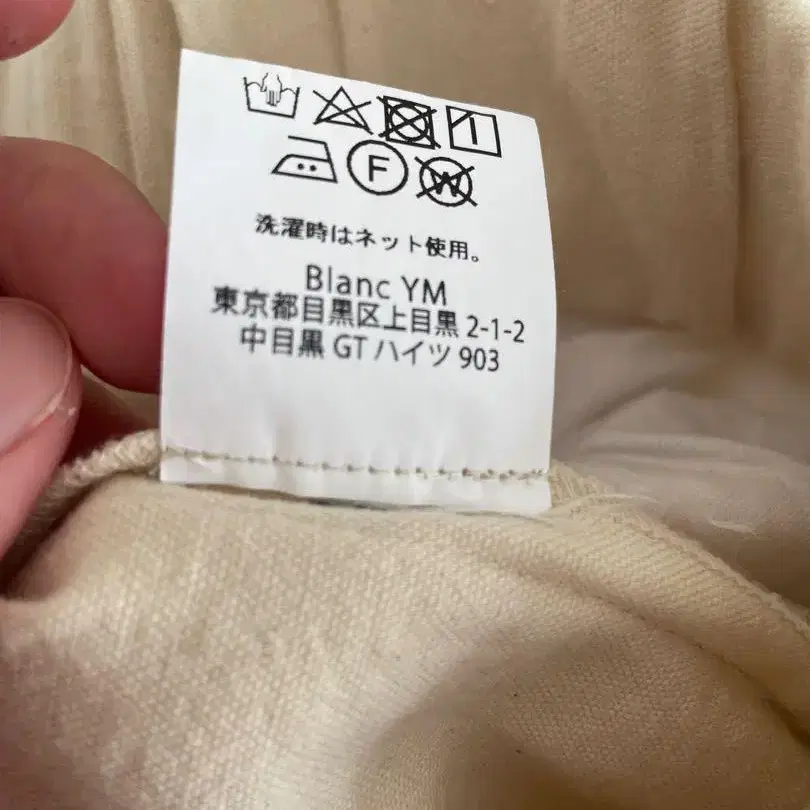 F W
洗濯時はネット使用。
Blanc YM
東京都目黒区上目黒 2-1-2
中目黒 GT ハイツ 903